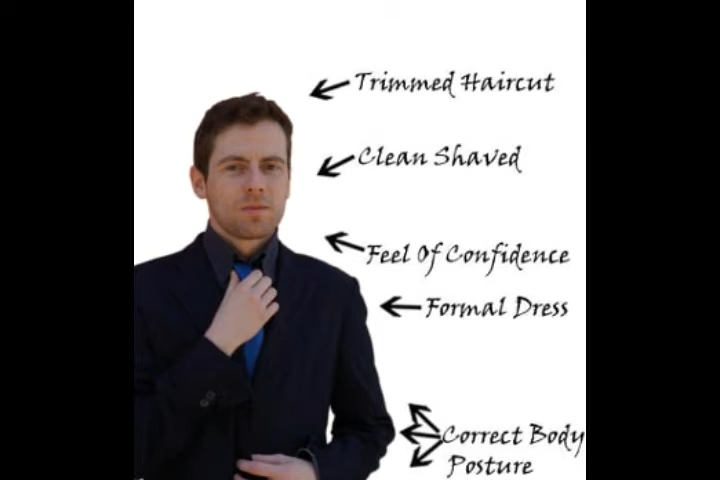 Trimmed Haircut
Clean Shaved
Feel Of Confidence
Formal Dress
Correct Body
Posture